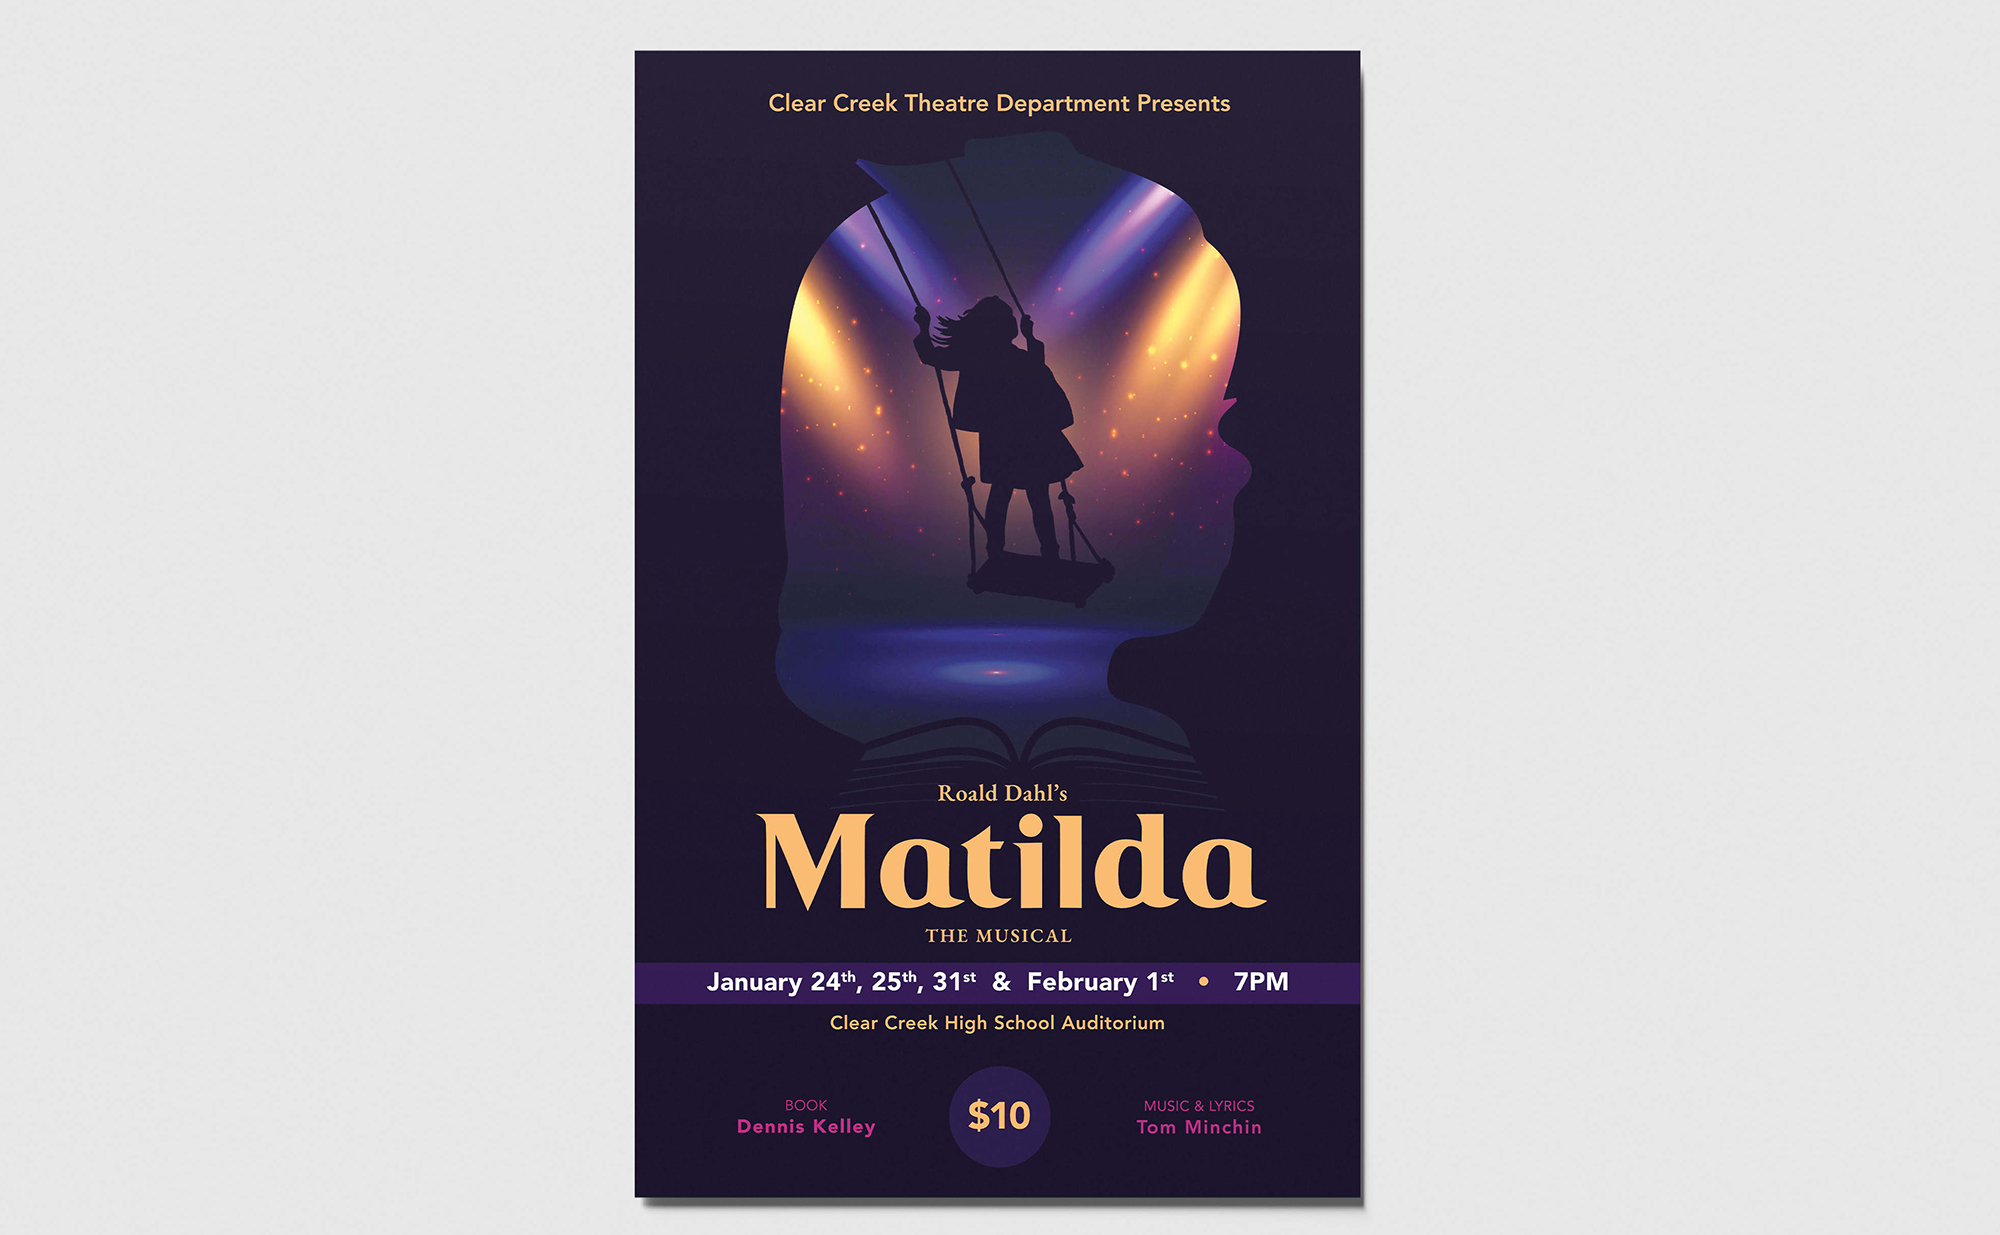 Clear Creek Theatre Department Presents
Roald Dahl's
Matilda
THE MUSICAL
January 24th, 25th, 31st & February 1st • 7PM
Clear Creek High School Auditorium
BOOK
Dennis Kelley
$10
MUSIC & LYRICS
Tom Minchin